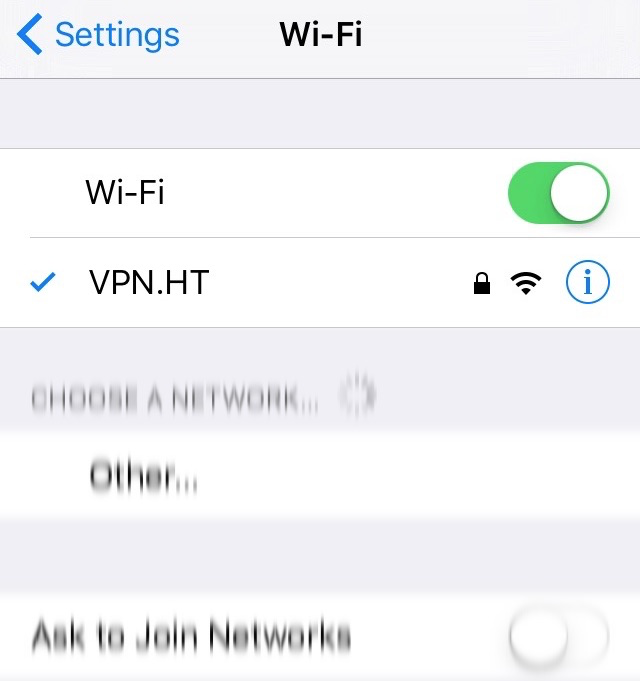 Settings
Wi-Fi
Wi-Fi
VPN.HT
CHOOSE A NETWORK...
Other...
Ask to Join Networks